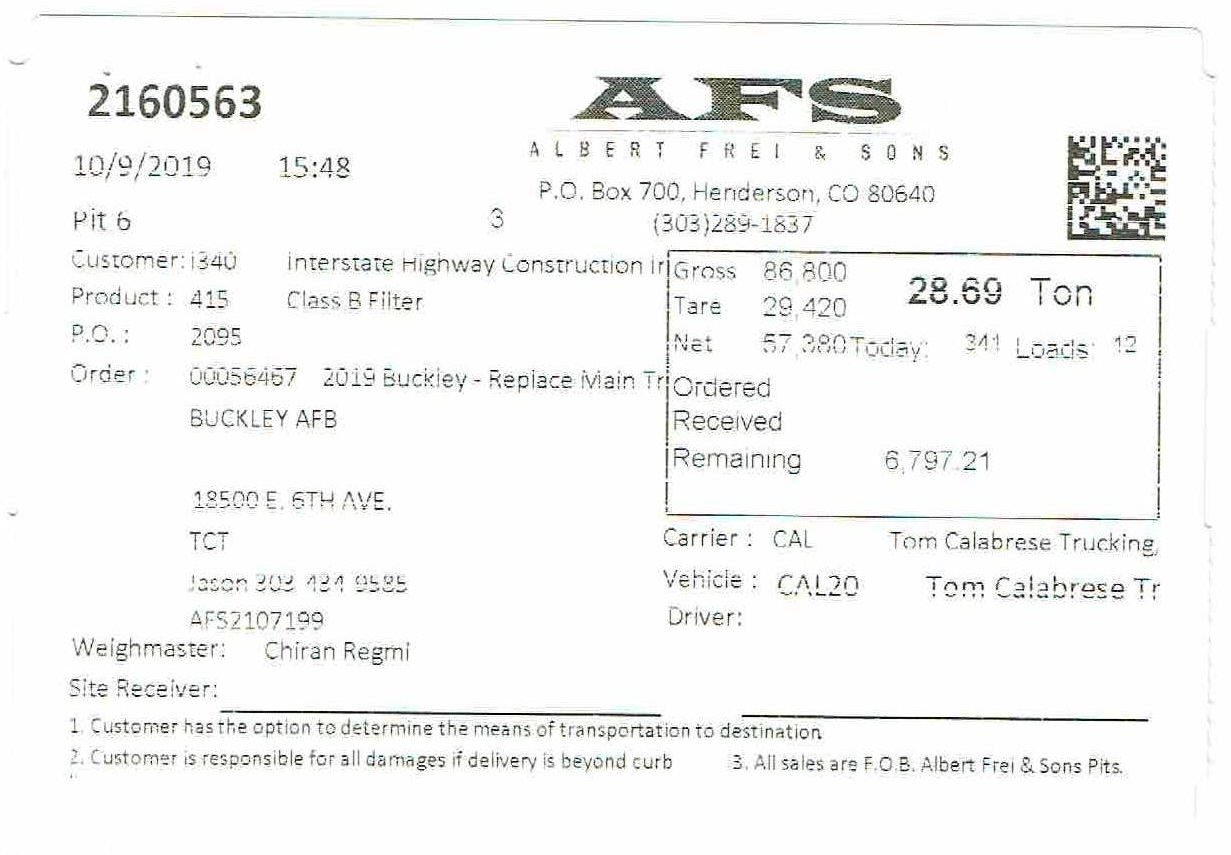 2160563
AFS
ALBERT FREI & SONS
10/9/2019 15:48
P.O. Box 700, Henderson, CO 80640
Pit 6 3 (303)289-1837
Customer: i340 Interstate Highway Construction In
Product : 415 Class B Filter
P.O. : 2095
Order : 00056467 2019 Buckley - Replace Main Tr
BUCKLEY AFB
18500 E. 6TH AVE.
TCT
Jason 303 434 9585
AFS2107199
Gross 86,800 28.69 Ton
Tare 29,420
Net 57,380 Today: 341 Loads: 12
Ordered
Received
Remaining 6,797.21
Carrier : CAL Tom Calabrese Trucking,
Vehicle : CAL20 Tom Calabrese Tr
Driver:
Weighmaster: Chiran Regmi
Site Receiver:
1. Customer has the option to determine the means of transportation to destination
2. Customer is responsible for all damages if delivery is beyond curb 3. All sales are F.O.B. Albert Frei & Sons Pits.